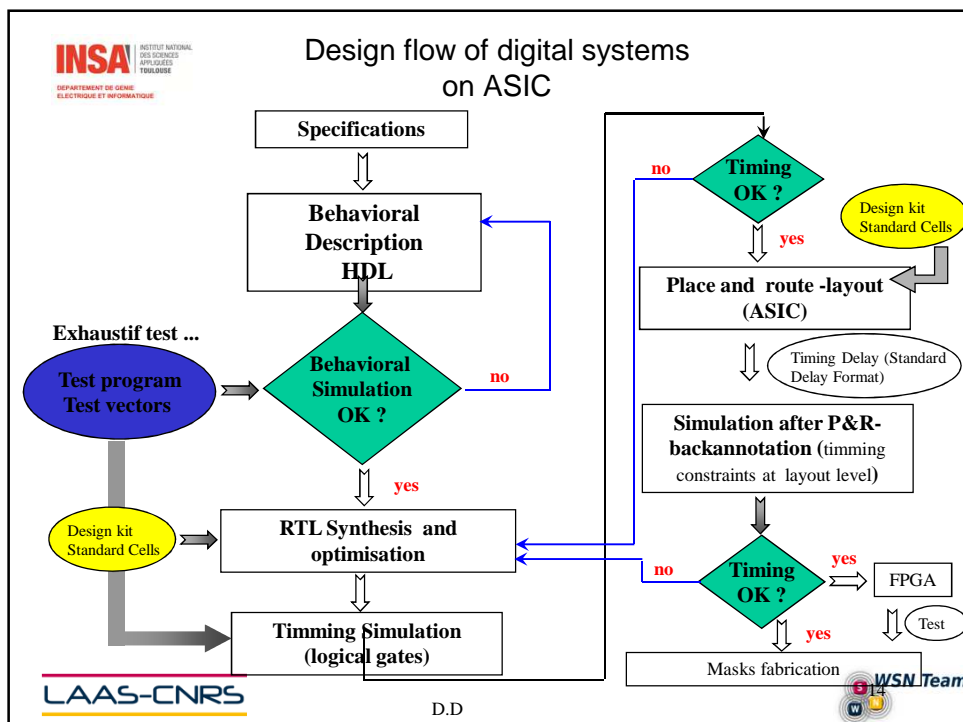 INSA
INSTITUT NATIONAL
DES SCIENCES
APPLIQUÉES
TOULOUSE
DEPARTEMENT DE GENIE
ELECTRIQUE ET INFORMATIQUE
Design flow of digital systems
on ASIC
Specifications
Behavioral
Description
HDL
Exhaustif test ...
Test program
Test vectors
Behavioral
Simulation
OK ?
no
yes
Design kit
Standard Cells
RTL Synthesis and
optimisation
Timming Simulation
(logical gates)
no
Timing
OK ?
yes
Design kit
Standard Cells
Place and route -layout
(ASIC)
Timing Delay (Standard
Delay Format)
Simulation after P&R-
backannotation (timming
constraints at layout level)
no
Timing
OK ?
yes
FPGA
yes
Test
Masks fabrication
LAAS-CNRS
D.D
S
W
N
WSN Team
14